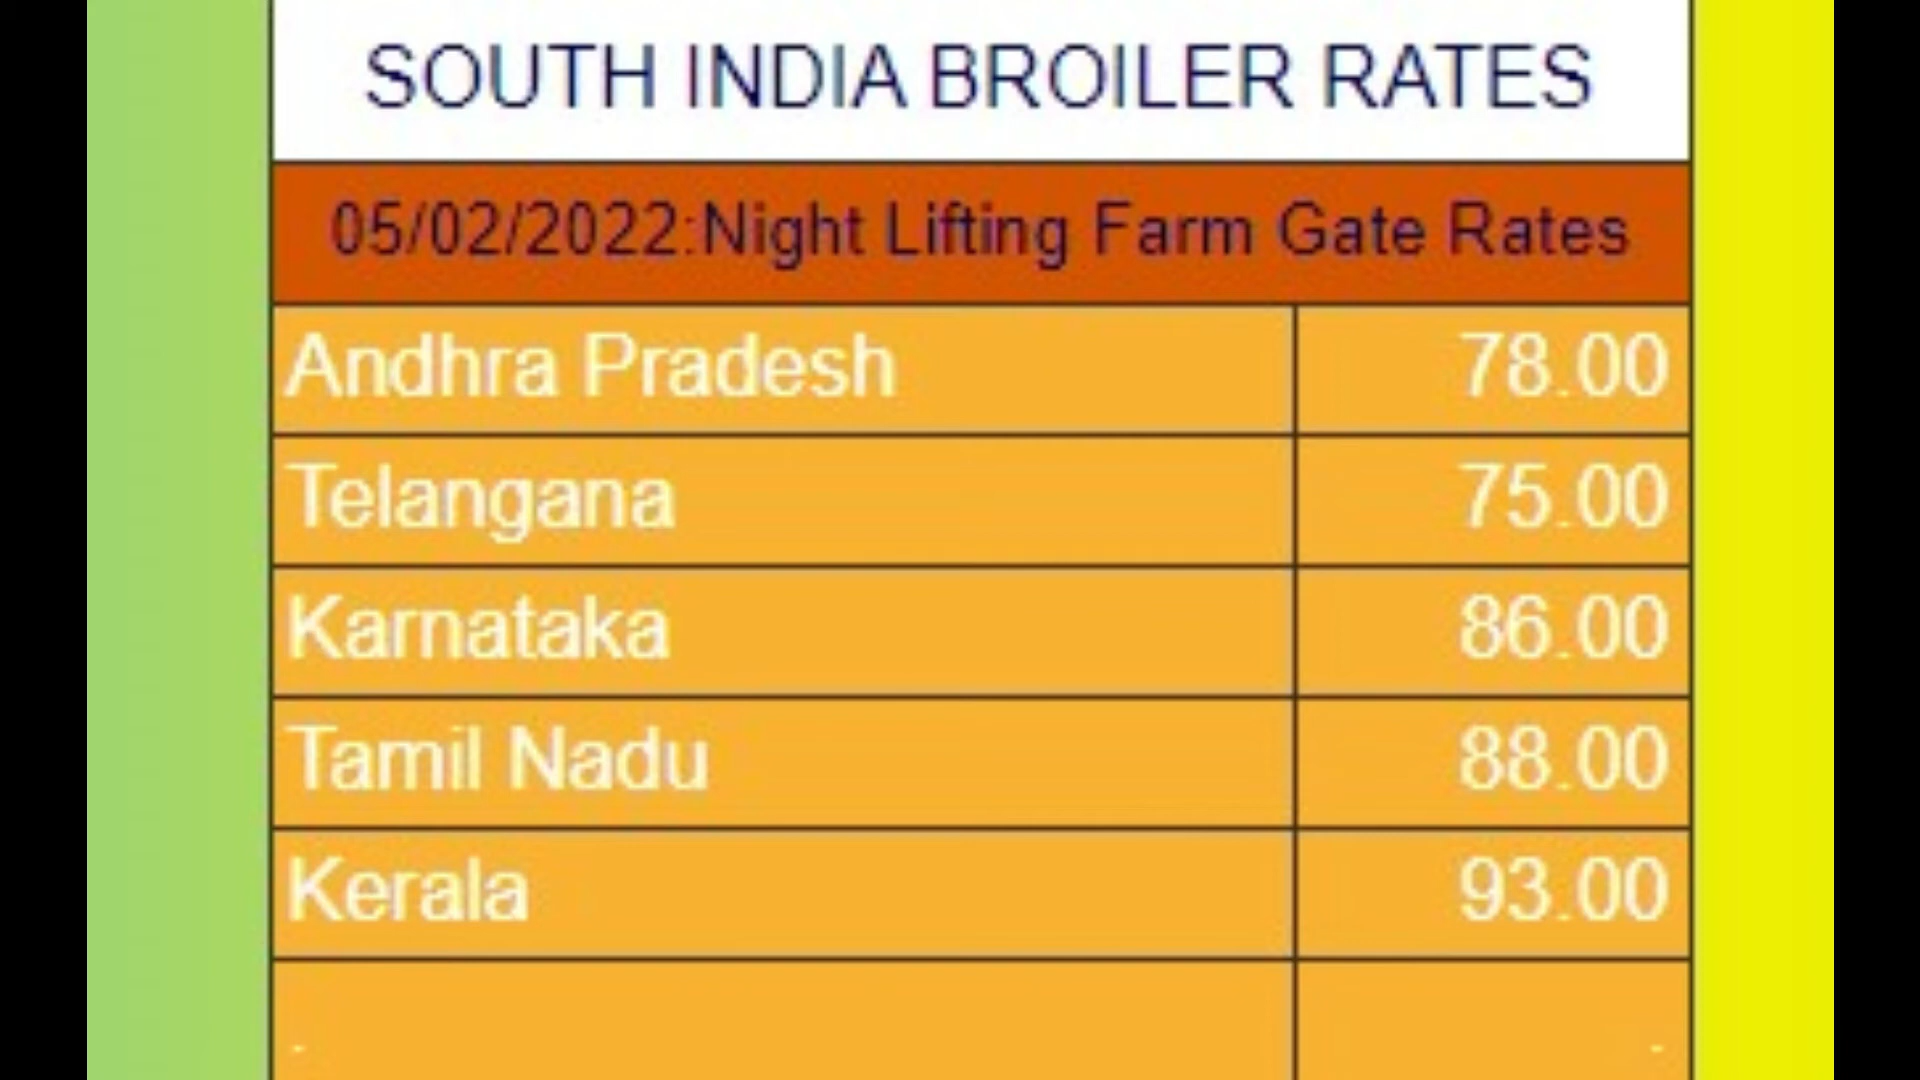 SOUTH INDIA BROILER RATES
05/02/2022:Night Lifting Farm Gate Rates
Andhra Pradesh 78.00
Telangana 75.00
Karnataka 86.00
Tamil Nadu 88.00
Kerala 93.00
- -